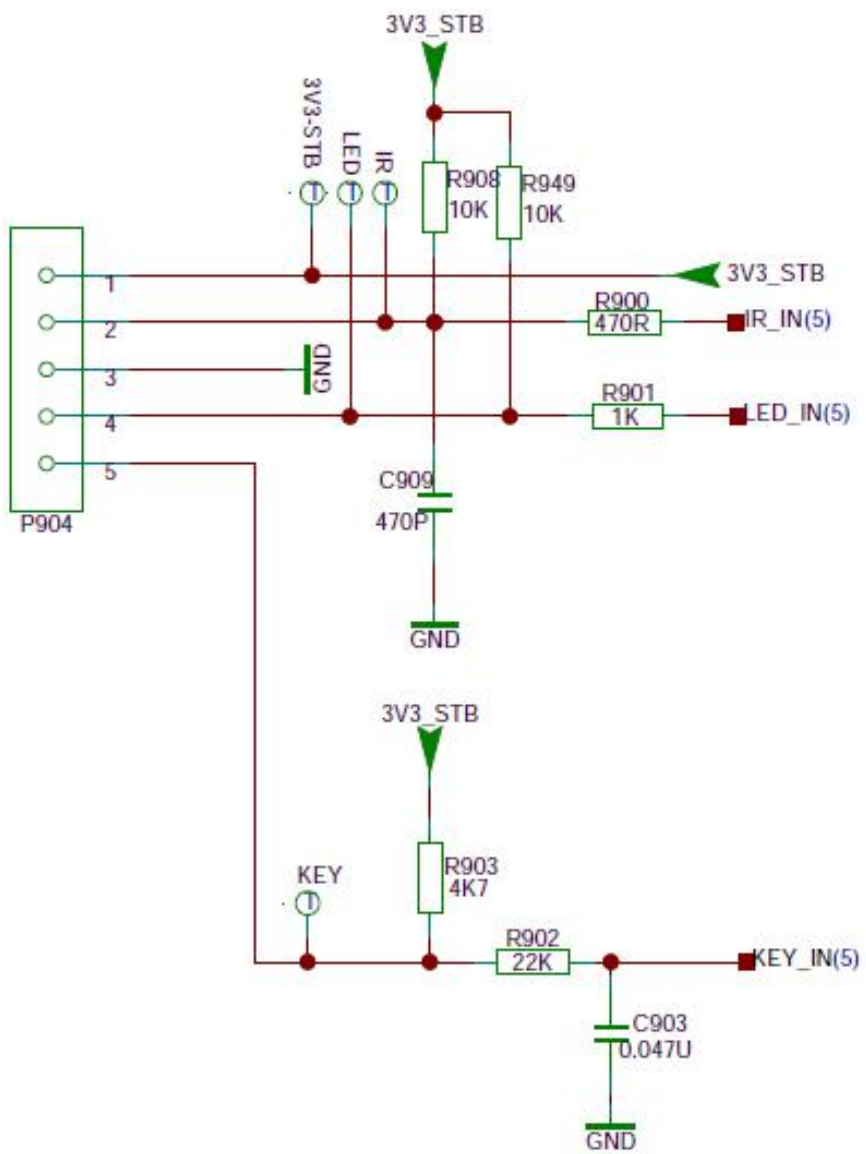 3V3_STB
3V3-STB
LED
IR
T
T
T
R908
10K
R949
10K
1
3V3_STB
2
R900
470R
IR_IN(5)
3
GND
4
R901
1K
LED_IN(5)
5
P904
C909
470P
GND
3V3_STB
KEY
T
R903
4K7
R902
22K
KEY_IN(5)
C903
0.047U
GND